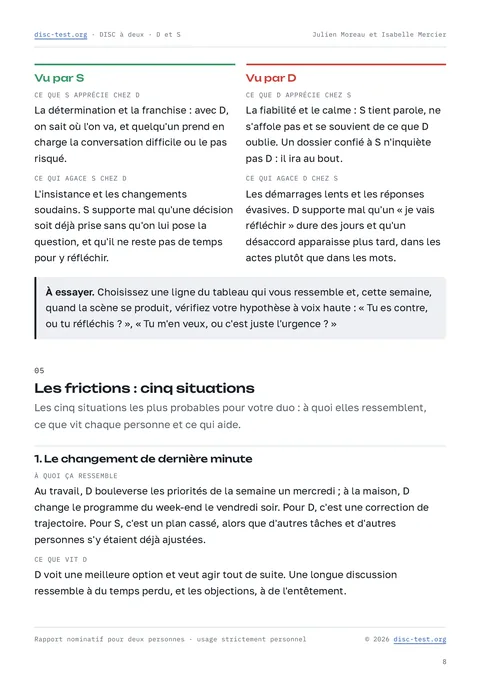 disc-test.org · DISC à deux · D et S
Julien Moreau et Isabelle Mercier
Vu par S
CE QUE S APPRÉCIE CHEZ D
La détermination et la franchise : avec D,
on sait où l'on va, et quelqu'un prend en
charge la conversation difficile ou le pas
risqué.
CE QUI AGACE S CHEZ D
L'insistance et les changements
soudains. S supporte mal qu'une décision
soit déjà prise sans qu'on lui pose la
question, et qu'il ne reste pas de temps
pour y réfléchir.
Vu par D
CE QUE D APPRÉCIE CHEZ S
La fiabilité et le calme : S tient parole, ne
s'affole pas et se souvient de ce que D
oublie. Un dossier confié à S n'inquiète
pas D : il ira au bout.
CE QUI AGACE D CHEZ S
Les démarrages lents et les réponses
évasives. D supporte mal qu'un « je vais
réfléchir » dure des jours et qu'un
désaccord apparaisse plus tard, dans les
actes plutôt que dans les mots.
À essayer. Choisissez une ligne du tableau qui vous ressemble et, cette semaine,
quand la scène se produit, vérifiez votre hypothèse à voix haute : « Tu es contre,
ou tu réfléchis ? », « Tu m'en veux, ou c'est juste l'urgence ? »
05
Les frictions : cinq situations
Les cinq situations les plus probables pour votre duo : à quoi elles ressemblent,
ce que vit chaque personne et ce qui aide.
1. Le changement de dernière minute
À QUOI ÇA RESSEMBLE
Au travail, D bouleverse les priorités de la semaine un mercredi ; à la maison, D
change le programme du week-end le vendredi soir. Pour D, c'est une correction de
trajectoire. Pour S, c'est un plan cassé, alors que d'autres tâches et d'autres
personnes s'y étaient déjà ajustées.
CE QUE VIT D
D voit une meilleure option et veut agir tout de suite. Une longue discussion
ressemble à du temps perdu, et les objections, à de l'entêtement.
Rapport nominatif pour deux personnes · usage strictement personnel
© 2026 disc-test.org
8